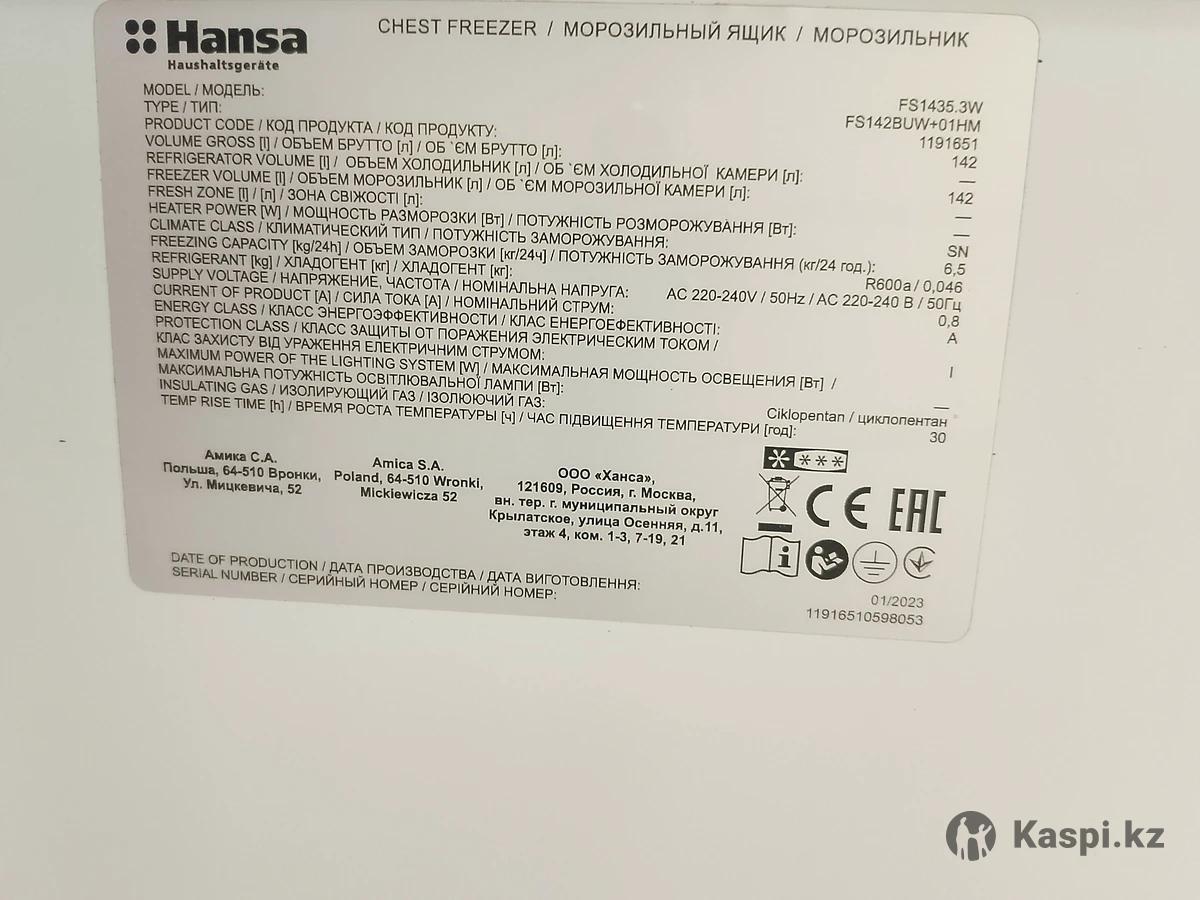 Hansa
Haushaltsgeräte
CHEST FREEZER / МОРОЗИЛЬНЫЙ ЯЩИК / МОРОЗИЛЬНИК
MODEL / МОДЕЛЬ: FS1435.3W
TYPE / ТИП: FS142BUW+01HM
PRODUCT CODE / КОД ПРОДУКТА / КОД ПРОДУКТУ: 1191651
VOLUME GROSS [l] / ОБЪЕМ БРУТТО [л] / ОБ `ЄМ БРУТТО [л]: 142
REFRIGERATOR VOLUME [l] / ОБЪЕМ ХОЛОДИЛЬНИК [л] / ОБ `ЄМ ХОЛОДИЛЬНОЇ КАМЕРИ [л]: —
FREEZER VOLUME [l] / ОБЪЕМ МОРОЗИЛЬНИК [л] / ОБ `ЄМ МОРОЗИЛЬНОЇ КАМЕРИ [л]: 142
FRESH ZONE [l] / [л] / ЗОНА СВІЖОСТІ [л]: —
HEATER POWER [W] / МОЩНОСТЬ РАЗМОРОЗКИ [Вт] / ПОТУЖНІСТЬ РОЗМОРОЖУВАННЯ [Вт]: —
CLIMATE CLASS / КЛИМАТИЧЕСКИЙ ТИП / ПОТУЖНІСТЬ ЗАМОРОЖУВАННЯ: SN
FREEZING CAPACITY [kg/24h] / ОБЪЕМ ЗАМОРОЗКИ [кг/24ч] / ПОТУЖНІСТЬ ЗАМОРОЖУВАННЯ (кг/24 год.): 6,5
REFRIGERANT [kg] / ХЛАДОГЕНТ [кг] / ХЛАДОГЕНТ [кг]: R600a / 0,046
SUPPLY VOLTAGE / НАПРЯЖЕНИЕ, ЧАСТОТА / НОМІНАЛЬНА НАПРУГА: AC 220-240V / 50Hz / AC 220-240 В / 50Гц
CURRENT OF PRODUCT [A] / СИЛА ТОКА [А] / НОМІНАЛЬНИЙ СТРУМ: 0,8
ENERGY CLASS / КЛАСС ЭНЕРГОЭФФЕКТИВНОСТИ / КЛАС ЕНЕРГОЕФЕКТИВНОСТІ: A
PROTECTION CLASS / КЛАСС ЗАЩИТЫ ОТ ПОРАЖЕНИЯ ЭЛЕКТРИЧЕСКИМ ТОКОМ /
КЛАС ЗАХИСТУ ВІД УРАЖЕННЯ ЕЛЕКТРИЧНИМ СТРУМОМ: I
MAXIMUM POWER OF THE LIGHTING SYSTEM [W] / МАКСИМАЛЬНАЯ МОЩНОСТЬ ОСВЕЩЕНИЯ [Вт] /
МАКСИМАЛЬНА ПОТУЖНІСТЬ ОСВІТЛЮВАЛЬНОЇ ЛАМПИ [Вт]: —
INSULATING GAS / ИЗОЛИРУЮЩИЙ ГАЗ / ІЗОЛЮЮЧИЙ ГАЗ: Ciklopentan / циклопентан
TEMP RISE TIME [h] / ВРЕМЯ РОСТА ТЕМПЕРАТУРЫ [ч] / ЧАС ПІДВИЩЕННЯ ТЕМПЕРАТУРИ [год]: 30
Амика С.А.
Польша, 64-510 Вронки,
Ул. Мицкевича, 52
Amica S.A.
Poland, 64-510 Wronki,
Mickiewicza 52
ООО «Ханса»,
121609, Россия, г. Москва,
вн. тер. г. муниципальный округ
Крылатское, улица Осенняя, д.11,
этаж 4, ком. 1-3, 7-19, 21
CE EAC
DATE OF PRODUCTION / ДАТА ПРОИЗВОДСТВА / ДАТА ВИГОТОВЛЕННЯ: 01/2023
SERIAL NUMBER / СЕРИЙНЫЙ НОМЕР / СЕРІЙНИЙ НОМЕР: 11916510598053
Kaspi.kz